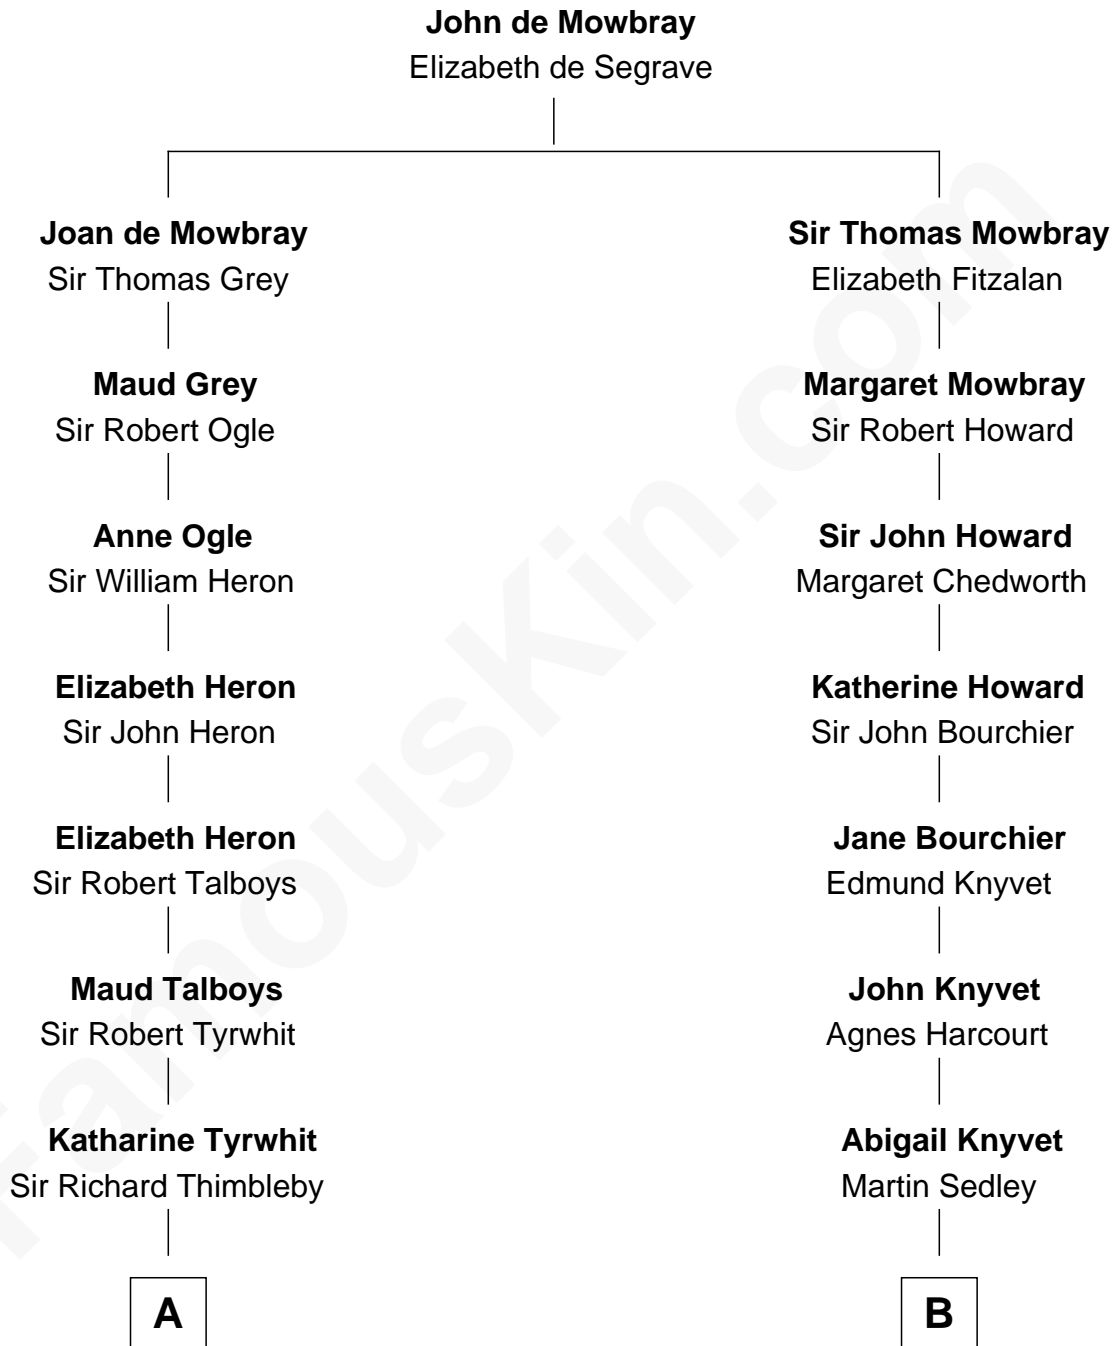 John de Mowbray
Elizabeth de Segrave
Joan de Mowbray
Sir Thomas Grey
Sir Thomas Mowbray
Elizabeth Fitzalan
Maud Grey
Sir Robert Ogle
Margaret Mowbray
Sir Robert Howard
Anne Ogle
Sir William Heron
Sir John Howard
Margaret Chedworth
Elizabeth Heron
Sir John Heron
Katherine Howard
Sir John Bourchier
Elizabeth Heron
Sir Robert Talboys
Jane Bourchier
Edmund Knyvet
Maud Talboys
Sir Robert Tyrwhit
John Knyvet
Agnes Harcourt
Katharine Tyrwhit
Sir Richard Thimbleby
Abigail Knyvet
Martin Sedley
A
B
FamousKin.com